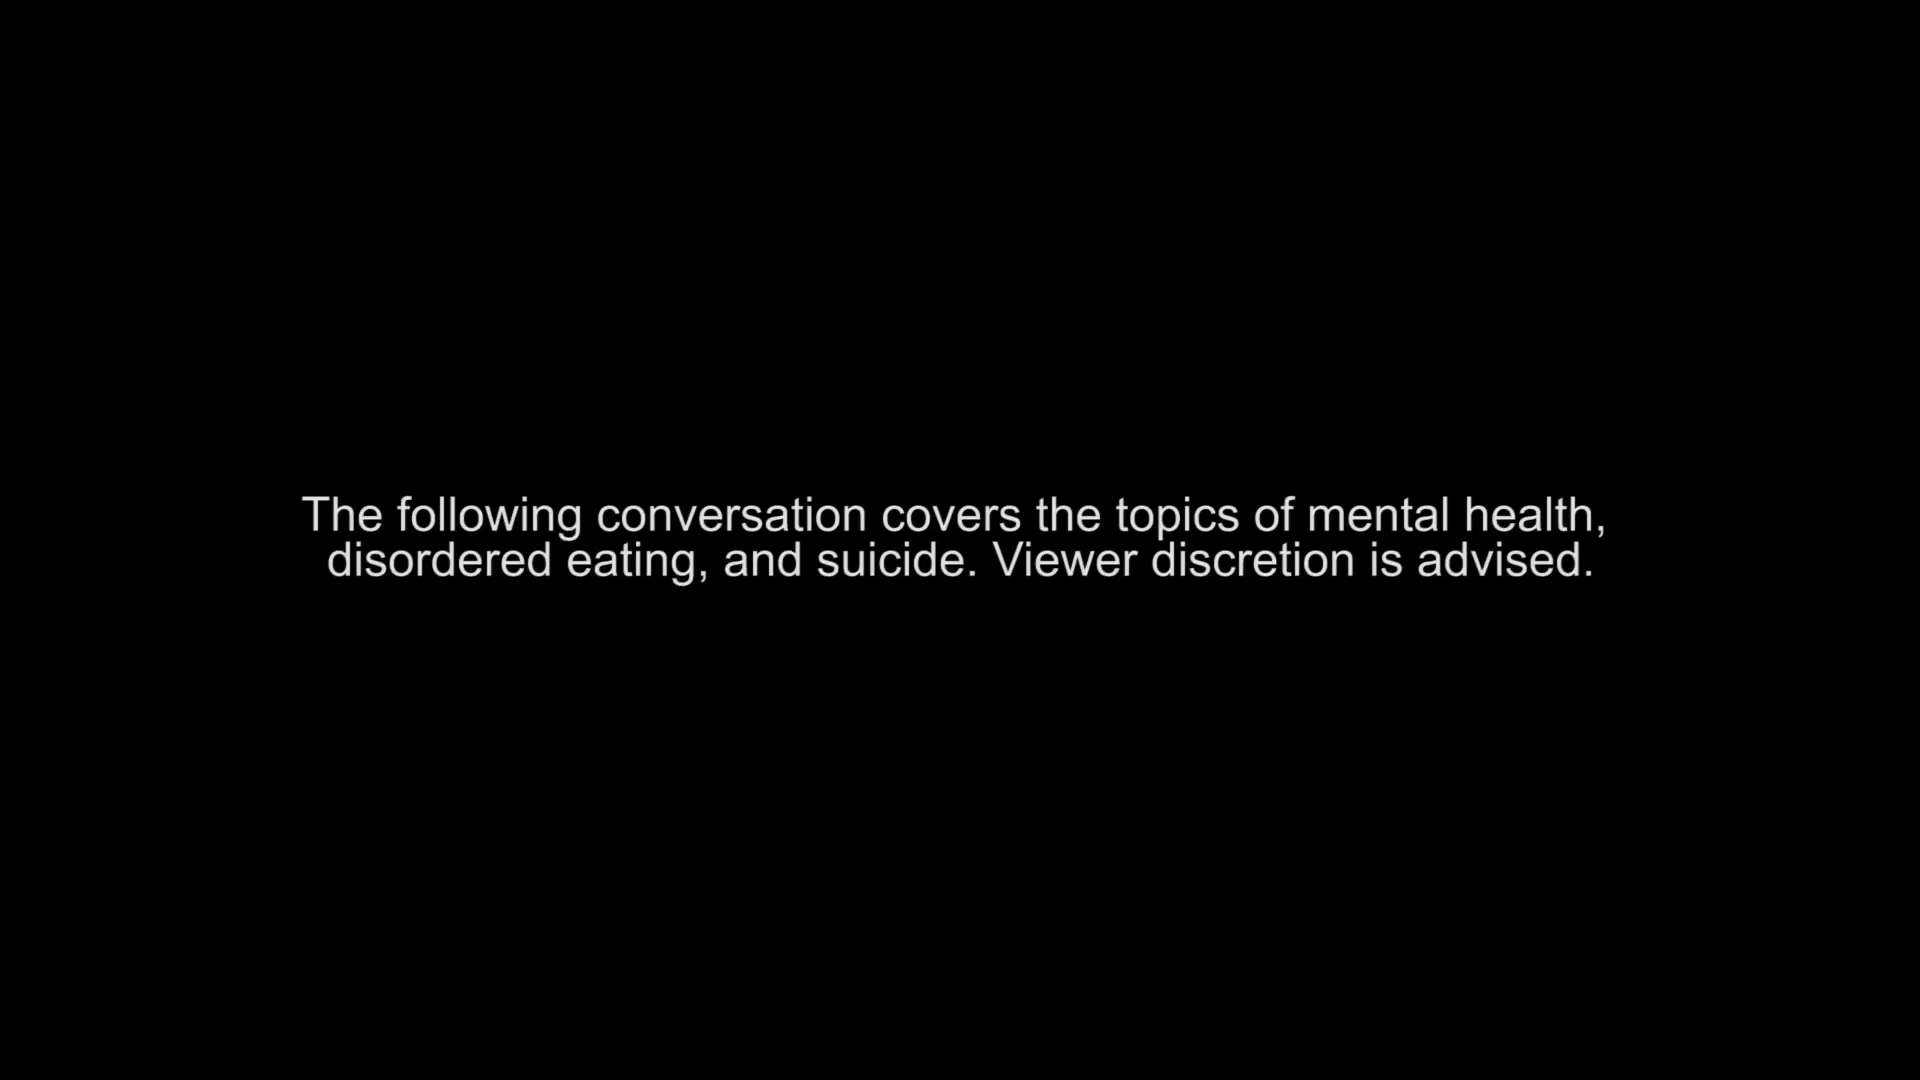 The following conversation covers the topics of mental health,
disordered eating, and suicide. Viewer discretion is advised.